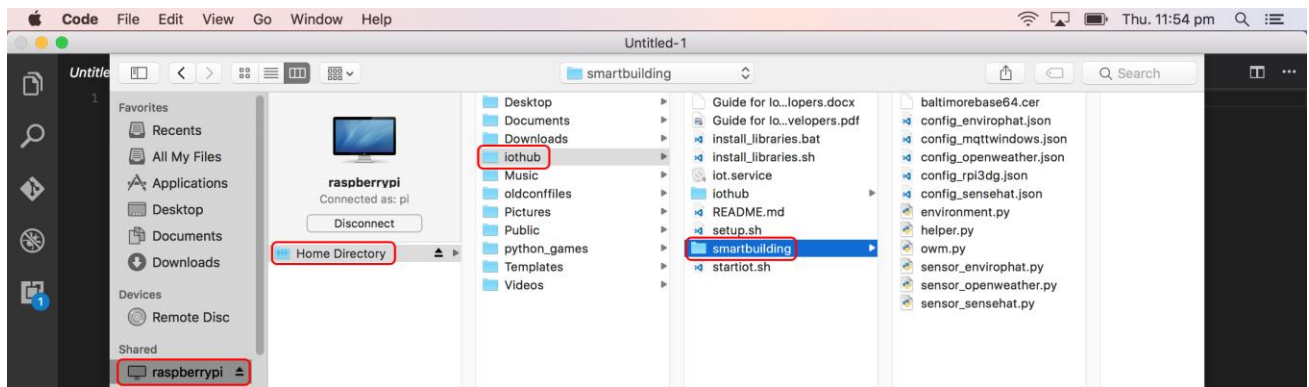 Code File Edit View Go Window Help Thu. 11:54 pm
Untitled-1
Untitle
smartbuilding
Search
1
Favorites
Recents
All My Files
Applications
Desktop
Documents
Downloads
Devices
Remote Disc
Shared
raspberrypi
raspberrypi
Connected as: pi
Disconnect
Home Directory
Desktop
Documents
Downloads
iothub
Music
oldconffiles
Pictures
Public
python_games
Templates
Videos
Guide for lo...lopers.docx
Guide for lo...velopers.pdf
install_libraries.bat
install_libraries.sh
iot.service
iothub
README.md
setup.sh
smartbuilding
startiot.sh
baltimorebase64.cer
config_envirophat.json
config_mqttwindows.json
config_openweather.json
config_rpi3dg.json
config_sensehat.json
environment.py
helper.py
owm.py
sensor_envirophat.py
sensor_openweather.py
sensor_sensehat.py
1